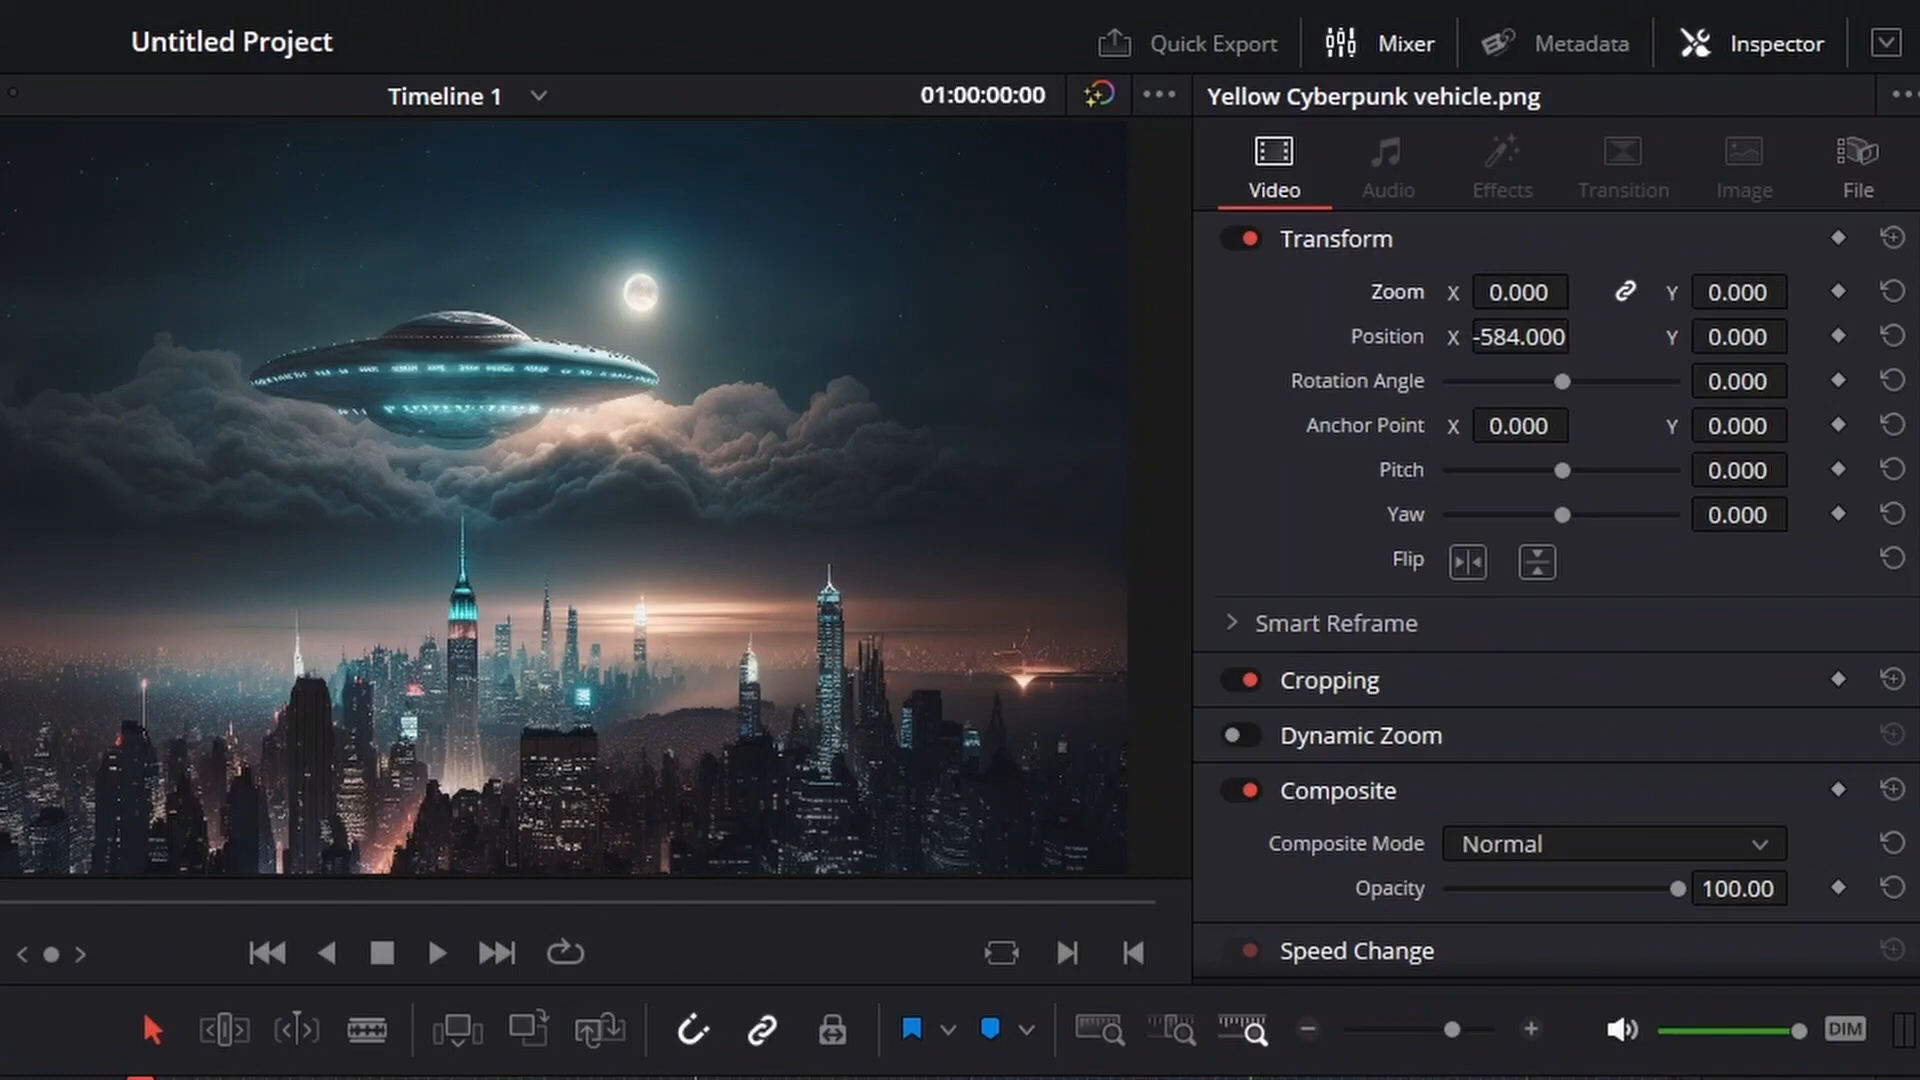 Untitled Project
Quick Export
Mixer
Metadata
Inspector
Timeline 1
01:00:00:00
Yellow Cyberpunk vehicle.png
Video
Audio
Effects
Transition
Image
File
Transform
Zoom X 0.000 Y 0.000
Position X -584.000 Y 0.000
Rotation Angle 0.000
Anchor Point X 0.000 Y 0.000
Pitch 0.000
Yaw 0.000
Flip
Smart Reframe
Cropping
Dynamic Zoom
Composite
Composite Mode Normal
Opacity 100.00
Speed Change
DIM